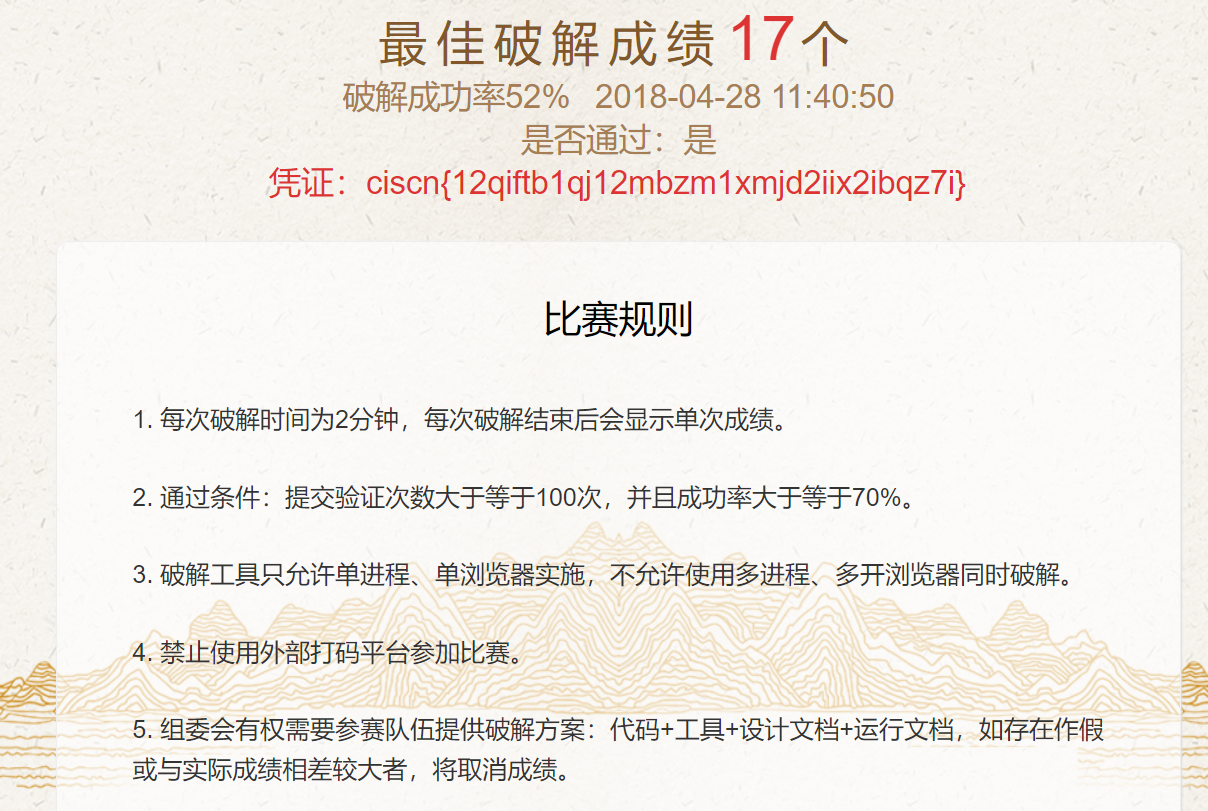 最佳破解成绩17个
破解成功率52% 2018-04-28 11:40:50
是否通过：是
凭证：ciscn{12qiftb1qj12mbzm1xmjd2iix2ibqz7i}
比赛规则
1. 每次破解时间为2分钟，每次破解结束后会显示单次成绩。
2. 通过条件：提交验证次数大于等于100次，并且成功率大于等于70%。
3. 破解工具只允许单进程、单浏览器实施，不允许使用多进程、多开浏览器同时破解。
4. 禁止使用外部打码平台参加比赛。
5. 组委会有权需要参赛队伍提供破解方案：代码+工具+设计文档+运行文档，如存在作假
或与实际成绩相差较大者，将取消成绩。